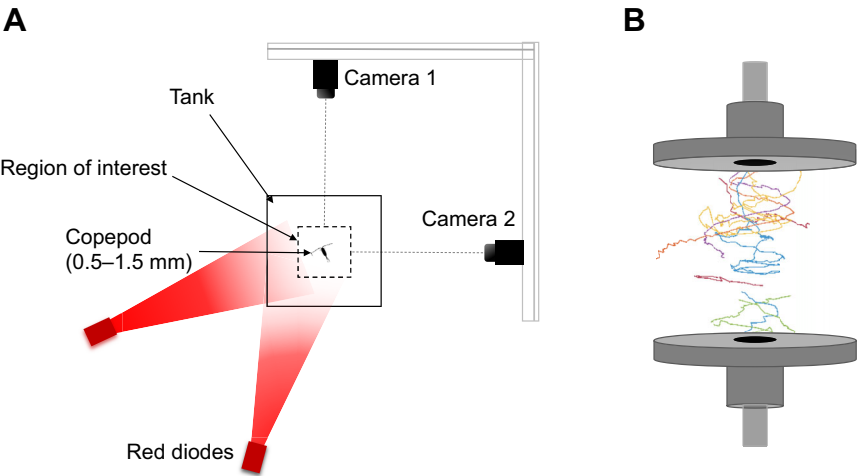 A
B
Camera 1
Tank
Region of interest
Camera 2
Copepod
(0.5–1.5 mm)
Red diodes